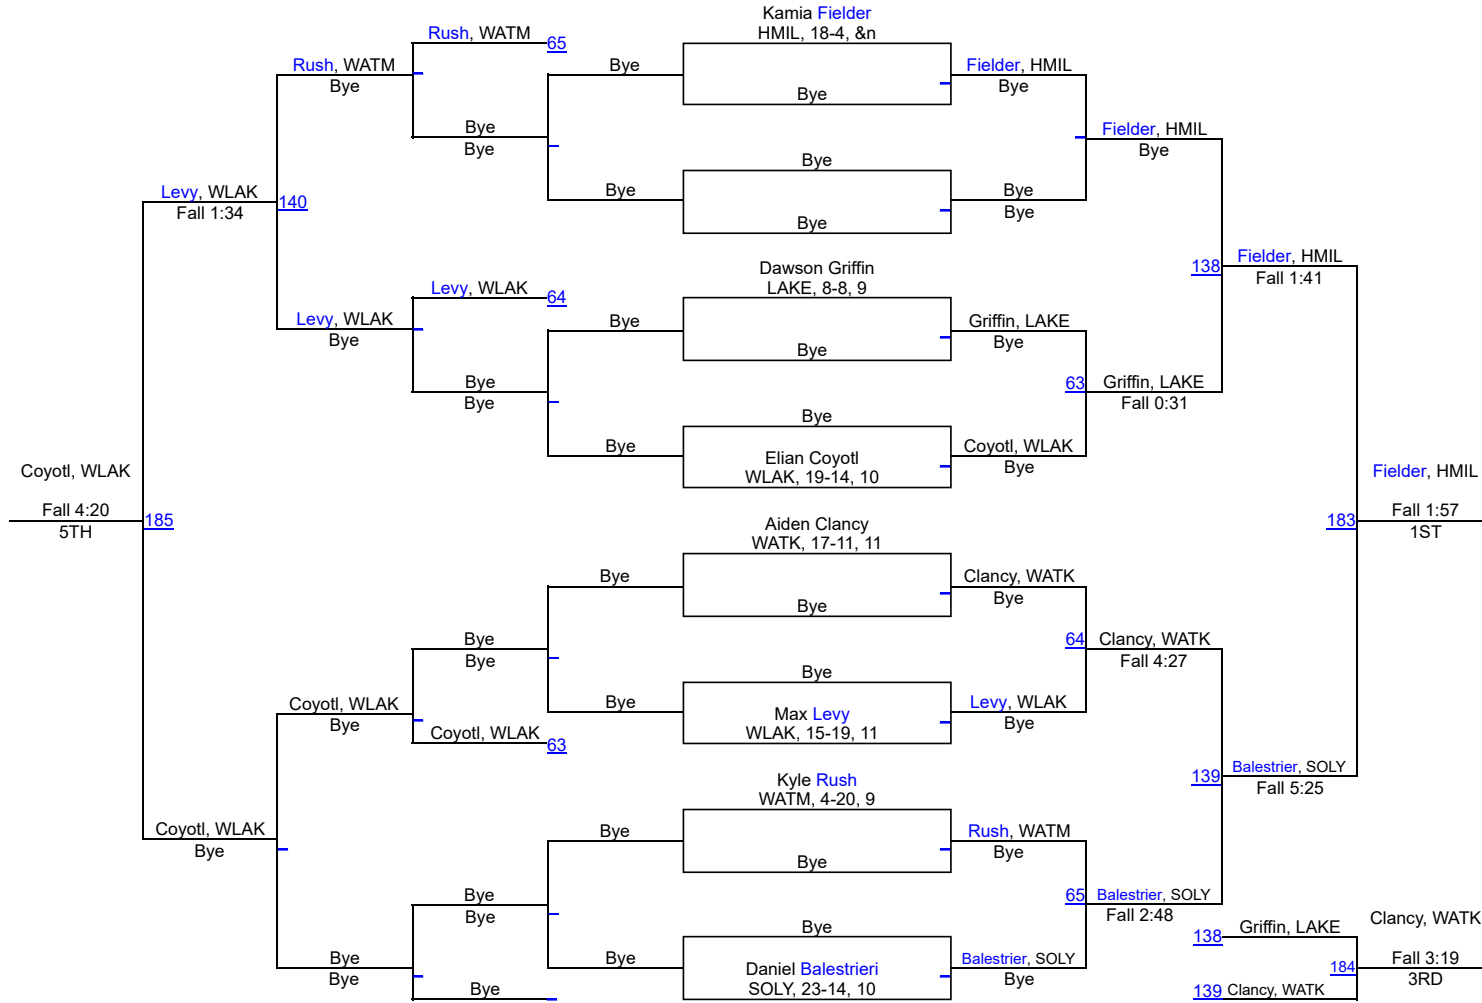 Kamia Fielder
HMIL, 18-4, &n
Bye
Bye
Bye
Dawson Griffin
LAKE, 8-8, 9
Bye
Bye
Elian Coyotl
WLAK, 19-14, 10
Aiden Clancy
WATK, 17-11, 11
Bye
Bye
Max Levy
WLAK, 15-19, 11
Kyle Rush
WATM, 4-20, 9
Bye
Bye
Daniel Balestrieri
SOLY, 23-14, 10
Fielder, HMIL
Bye
Bye
Bye
Griffin, LAKE
Bye
Coyotl, WLAK
Bye
Clancy, WATK
Bye
Levy, WLAK
Bye
Rush, WATM
Bye
Balestrier, SOLY
Bye
Fielder, HMIL
Bye
63
Griffin, LAKE
Fall 0:31
64
Clancy, WATK
Fall 4:27
65
Balestrier, SOLY
Fall 2:48
138
Fielder, HMIL
Fall 1:41
139
Balestrier, SOLY
Fall 5:25
Fielder, HMIL
183
Fall 1:57
1ST
138
Griffin, LAKE
139
Clancy, WATK
Clancy, WATK
184
Fall 3:19
3RD
Bye
Bye
Bye
Bye
Bye
Bye
Bye
Bye
Rush, WATM
65
Bye
Bye
Levy, WLAK
64
Bye
Bye
Bye
Bye
Coyotl, WLAK
63
Bye
Bye
Bye
Rush, WATM
Bye
Levy, WLAK
Bye
Coyotl, WLAK
Bye
Bye
Bye
Levy, WLAK
Fall 1:34
140
Coyotl, WLAK
Bye
Coyotl, WLAK
Fall 4:20
5TH
185